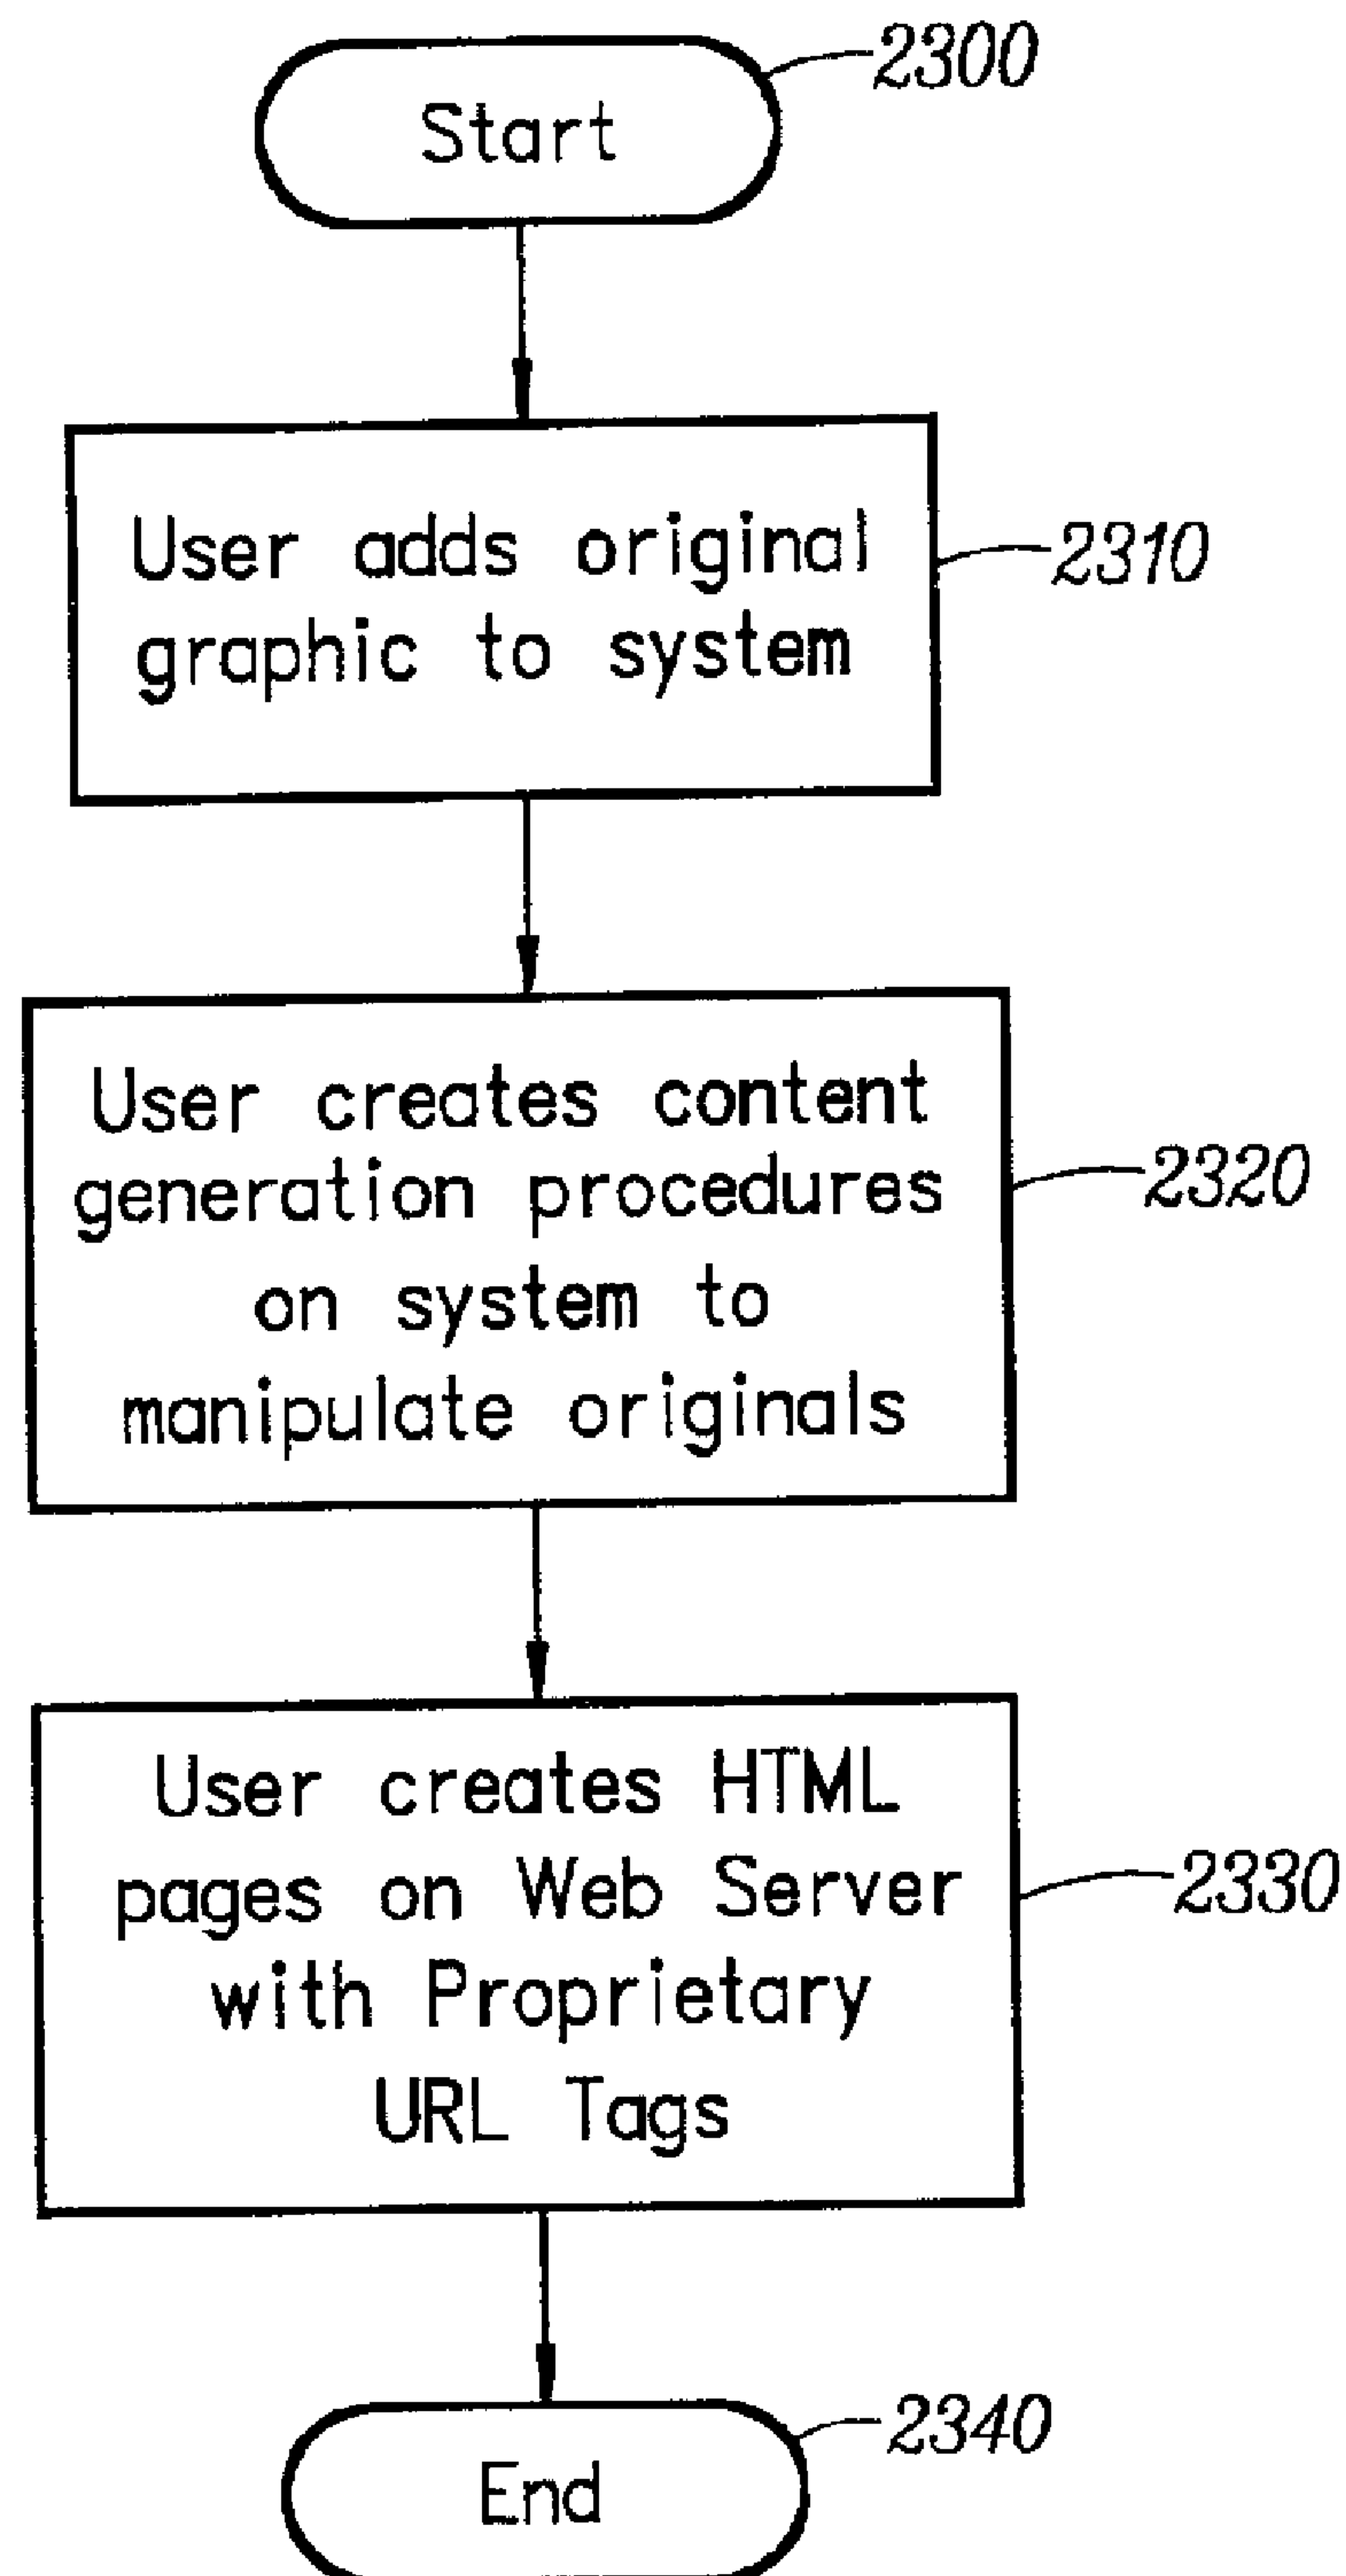 2300
Start
User adds original
graphic to system
2310
User creates content
generation procedures
on system to
manipulate originals
2320
User creates HTML
pages on Web Server
with Proprietary
URL Tags
2330
2340
End